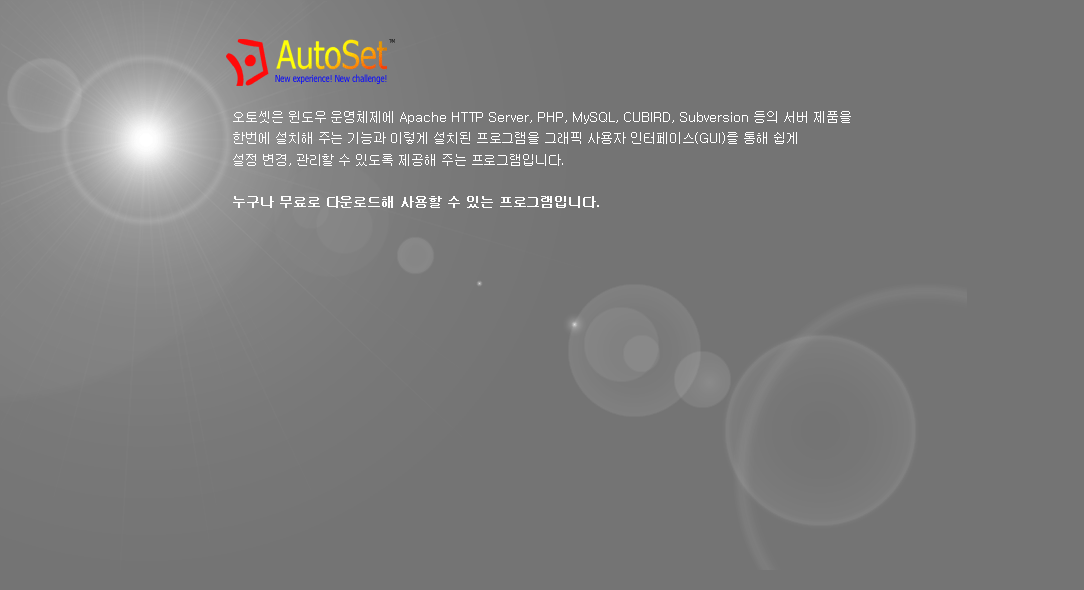 AutoSet™
New experience! New challenge!
오토셋은 윈도우 운영체제에 Apache HTTP Server, PHP, MySQL, CUBIRD, Subversion 등의 서버 제품을
한번에 설치해 주는 기능과 이렇게 설치된 프로그램을 그래픽 사용자 인터페이스(GUI)를 통해 쉽게
설정 변경, 관리할 수 있도록 제공해 주는 프로그램입니다.
누구나 무료로 다운로드해 사용할 수 있는 프로그램입니다.